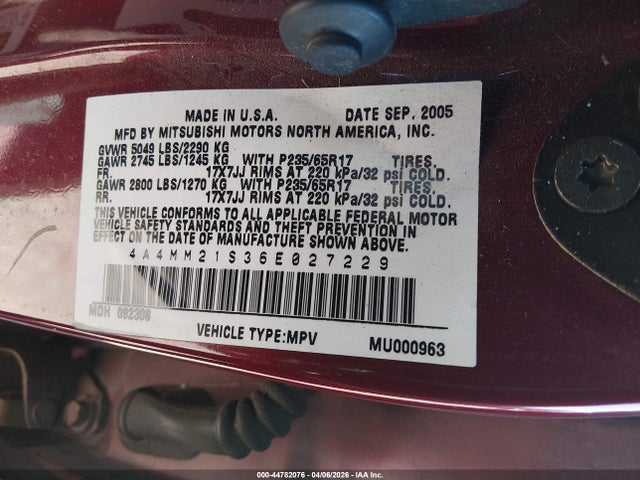 MADE IN U.S.A. DATE SEP. 2005
MFD BY MITSUBISHI MOTORS NORTH AMERICA, INC.
GVWR 5049 LBS/2290 KG
GAWR 2745 LBS/1245 KG WITH P235/65R17 TIRES,
FR. 17X7JJ RIMS AT 220 kPa/32 psi COLD.
GAWR 2800 LBS/1270 KG WITH P235/65R17 TIRES,
RR. 17X7JJ RIMS AT 220 kPa/32 psi COLD.
THIS VEHICLE CONFORMS TO ALL APPLICABLE FEDERAL MOTOR
VEHICLE SAFETY STANDARDS AND THEFT PREVENTION
STANDARDS IN EFFECT
ON THE DATE OF MANUFACTURE SHOWN ABOVE.
4A4MM21S36E027229
MDH 092308
VEHICLE TYPE:MPV MU000963
000-44782076 - 04/06/2026 - IAA Inc.